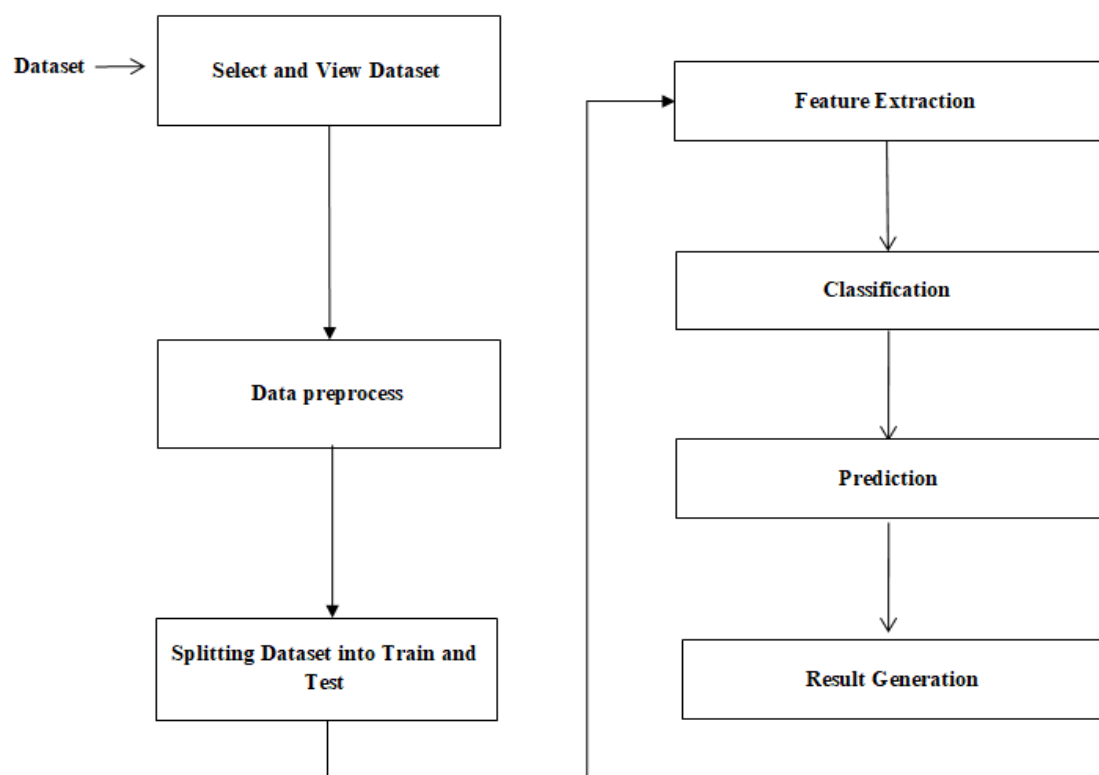 Dataset
Select and View Dataset
Data preprocess
Splitting Dataset into Train and
Test
Feature Extraction
Classification
Prediction
Result Generation